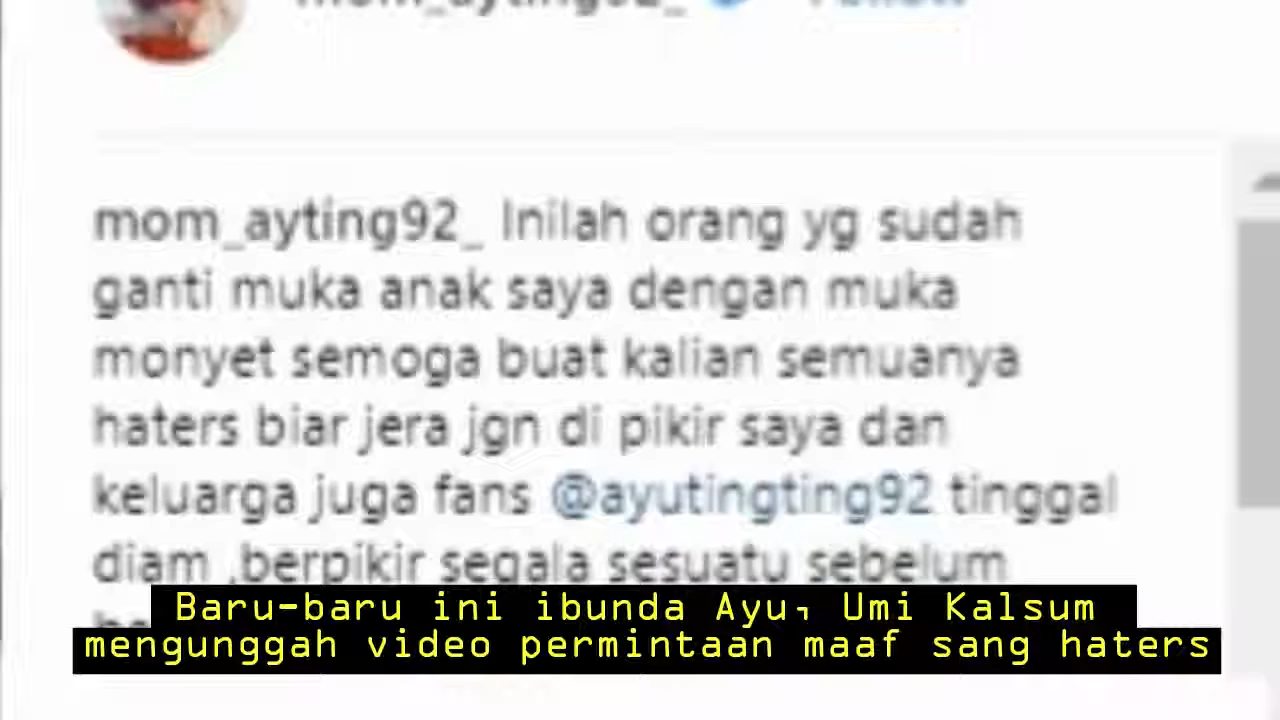 mom_ayting92_ Follow
mom_ayting92_ Inilah orang yg sudah
ganti muka anak saya dengan muka
monyet semoga buat kalian semuanya
haters biar jera jgn di pikir saya dan
keluarga juga fans @ayutingting92 tinggal
diam ,berpikir segala sesuatu sebelum
Baru-baru ini ibunda Ayu, Umi Kalsum
mengunggah video permintaan maaf sang haters